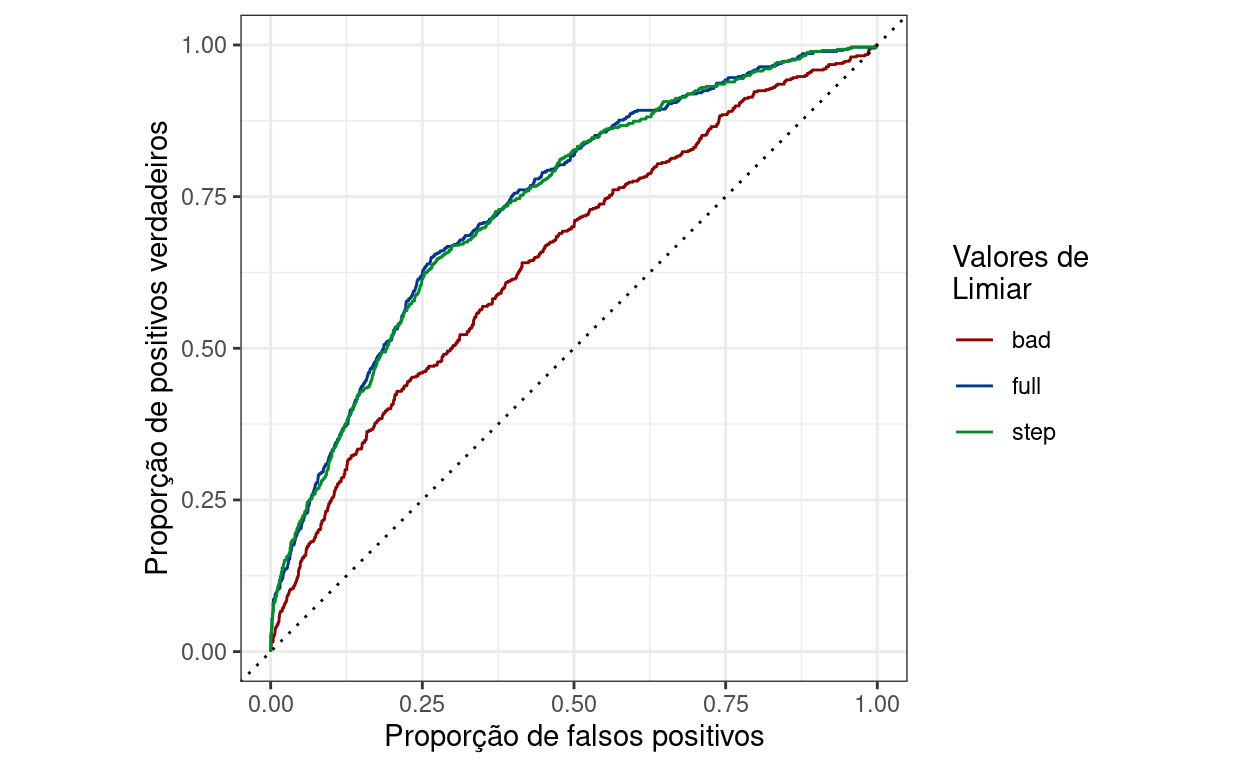 1.00
0.75
0.50
0.25
0.00
Proporção de positivos verdadeiros
0.00 0.25 0.50 0.75 1.00
Proporção de falsos positivos
Valores de
Limiar
bad
full
step